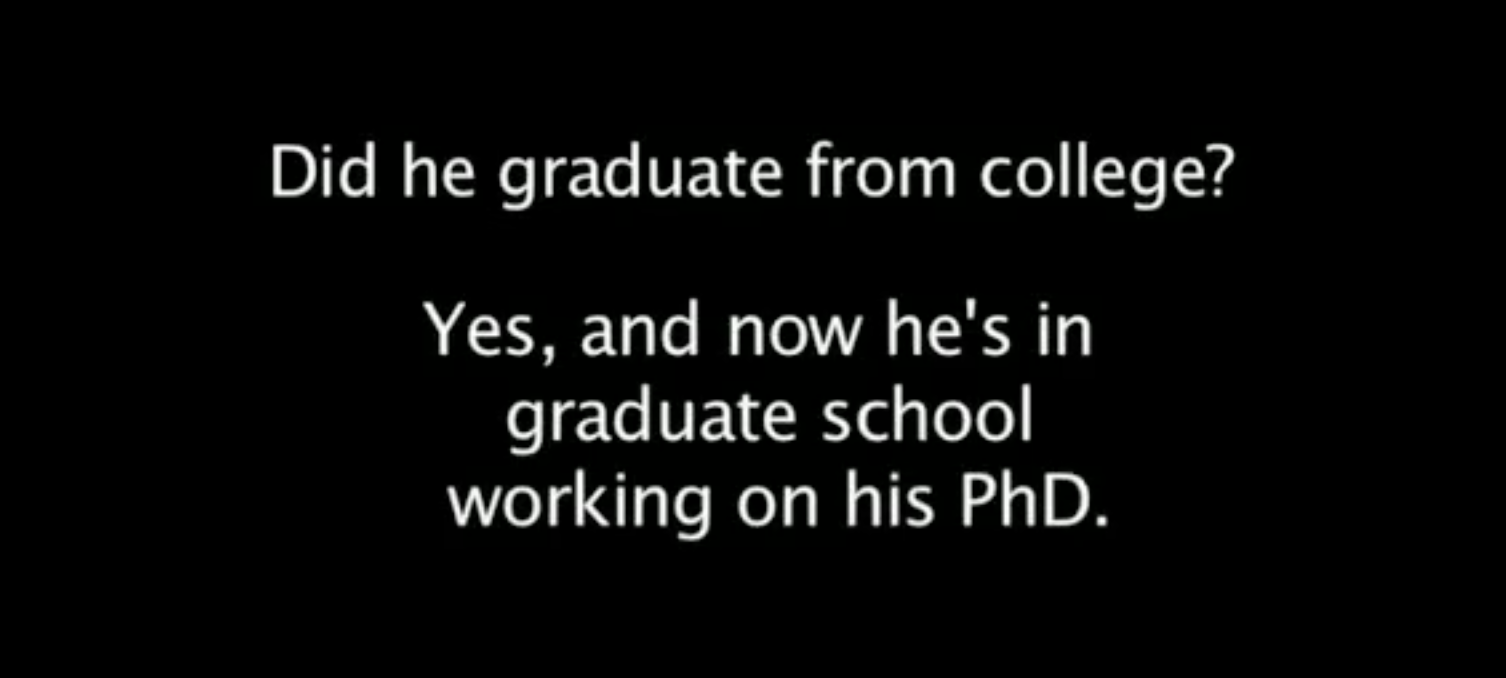 Did he graduate from college?
Yes, and now he's in
graduate school
working on his PhD.